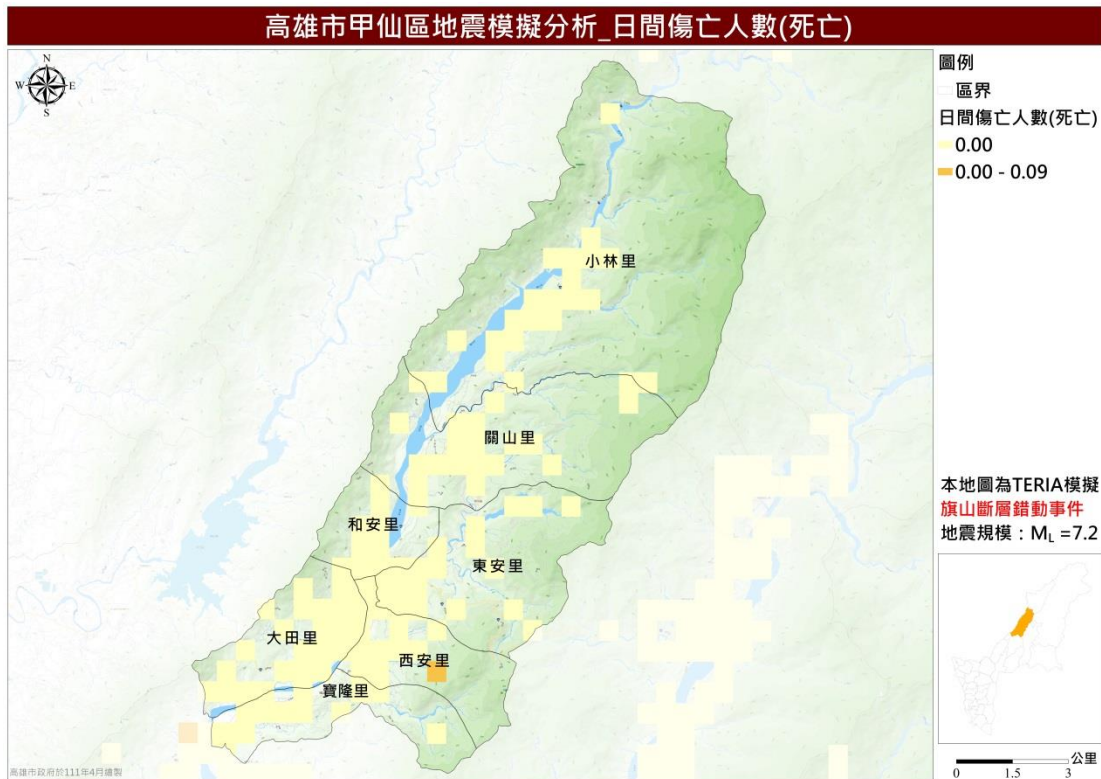 高雄市甲仙區地震模擬分析_日間傷亡人數(死亡)
N
W
E
S
圖例
區界
日間傷亡人數(死亡)
0.00
0.00 - 0.09
小林里
關山里
和安里
東安里
大田里
西安里
寶隆里
本地圖為TERIA模擬
旗山斷層錯動事件
地震規模：ML =7.2
公里
0 1.5 3
高雄市政府於111年4月繪製